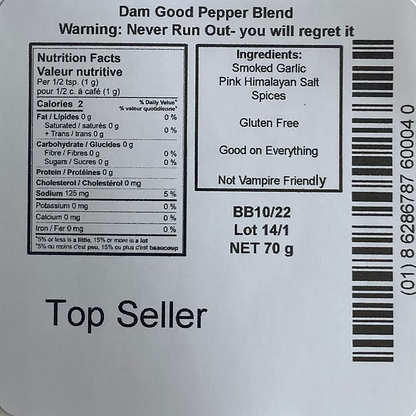 Dam Good Pepper Blend
Warning: Never Run Out- you will regret it
Nutrition Facts
Valeur nutritive
Per 1/2 tsp. (1 g)
pour 1/2 c. à café (1 g)
Calories 2
% Daily Value*
% valeur quotidienne*
Fat / Lipides 0 g 0 %
Saturated / saturés 0 g
+ Trans / trans 0 g 0 %
Carbohydrate / Glucides 0 g
Fibre / Fibres 0 g 0 %
Sugars / Sucres 0 g 0 %
Protein / Protéines 0 g
Cholesterol / Cholestérol 0 mg
Sodium 125 mg 5 %
Potassium 0 mg 0 %
Calcium 0 mg 0 %
Iron / Fer 0 mg 0 %
*5% or less is a little, 15% or more is a lot
*5% ou moins c'est peu, 15% ou plus c'est beaucoup
Ingredients:
Smoked Garlic
Pink Himalayan Salt
Spices
Gluten Free
Good on Everything
Not Vampire Friendly
BB10/22
Lot 14/1
NET 70 g
(01) 8 6286787 60004 0
Top Seller